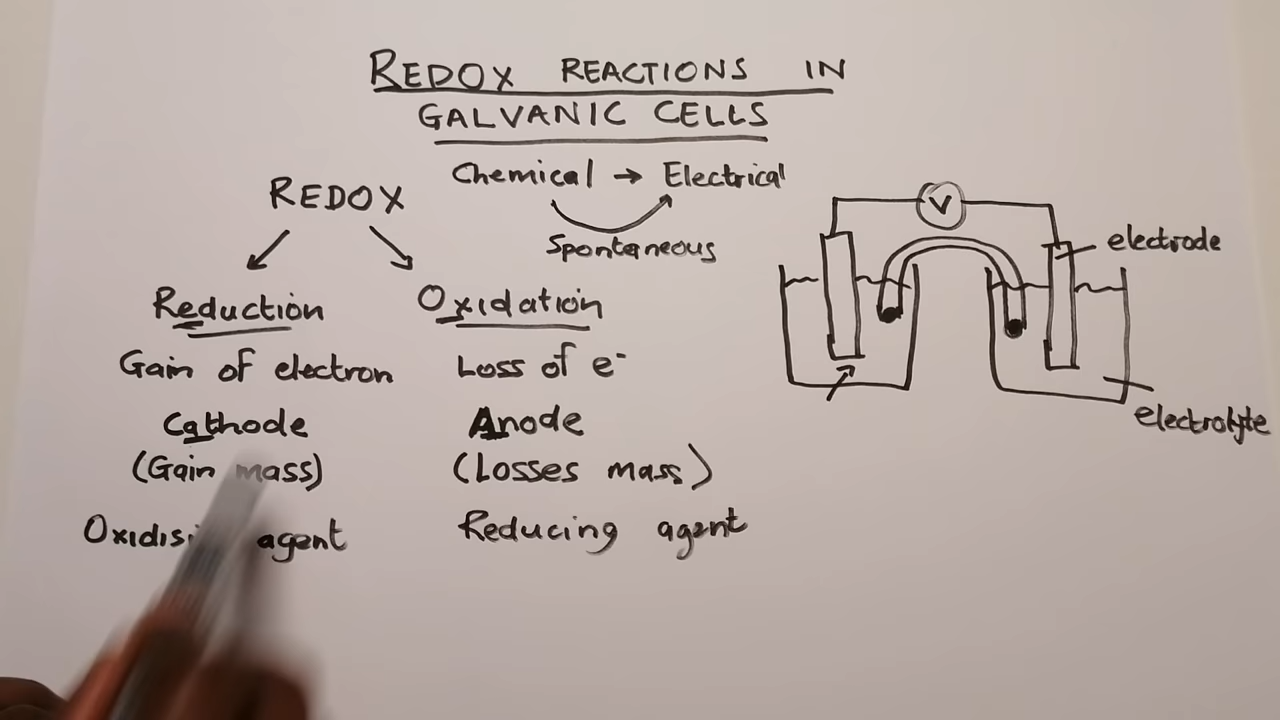 REDOX REACTIONS IN
GALVANIC CELLS
Chemical → Electrical
Spontaneous
REDOX
Reduction
Gain of electron
Cathode
(Gain mass)
agent
Oxidation
Loss of e⁻
Anode
(Losses mass)
Reducing agent
V
electrode
electrolyte